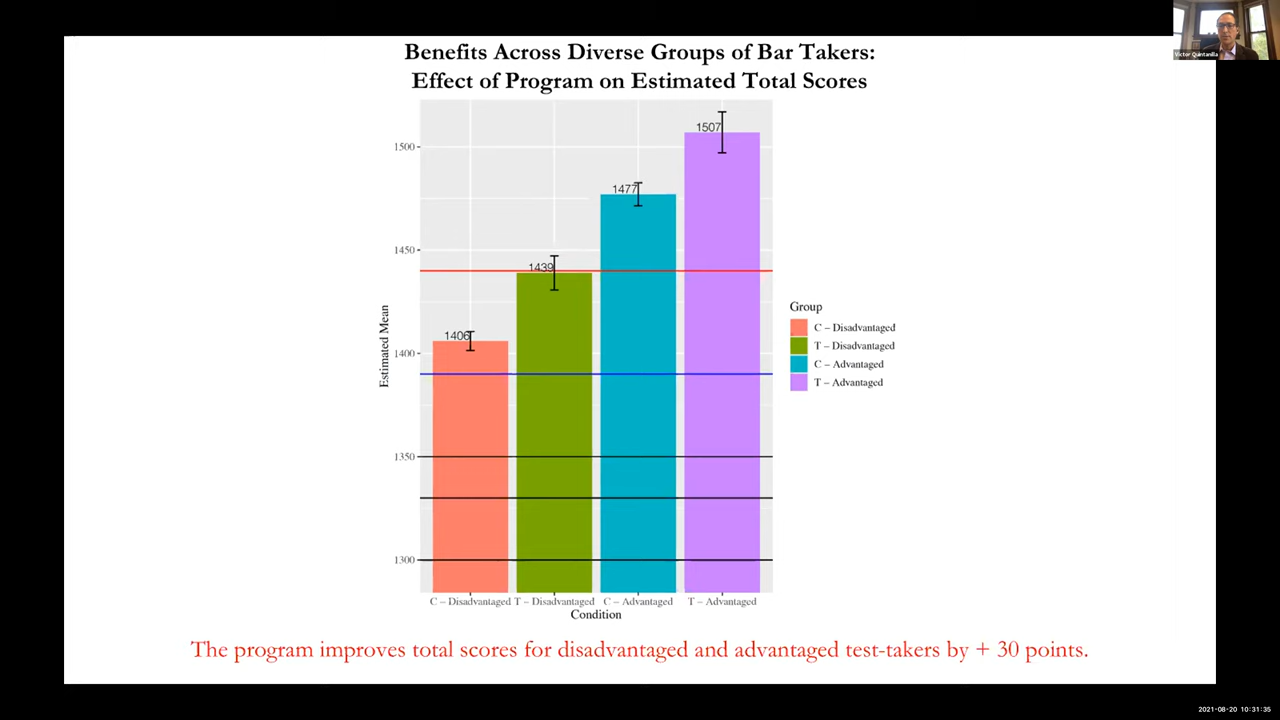 Victor Quintanilla
Benefits Across Diverse Groups of Bar Takers:
Effect of Program on Estimated Total Scores
1507
1500
1477
1450
1439
1406
1400
1350
1300
Estimated Mean
Group
C – Disadvantaged
T – Disadvantaged
C – Advantaged
T – Advantaged
C – Disadvantaged T – Disadvantaged C – Advantaged T – Advantaged
Condition
The program improves total scores for disadvantaged and advantaged test-takers by + 30 points.
2021-08-20 10:31:35